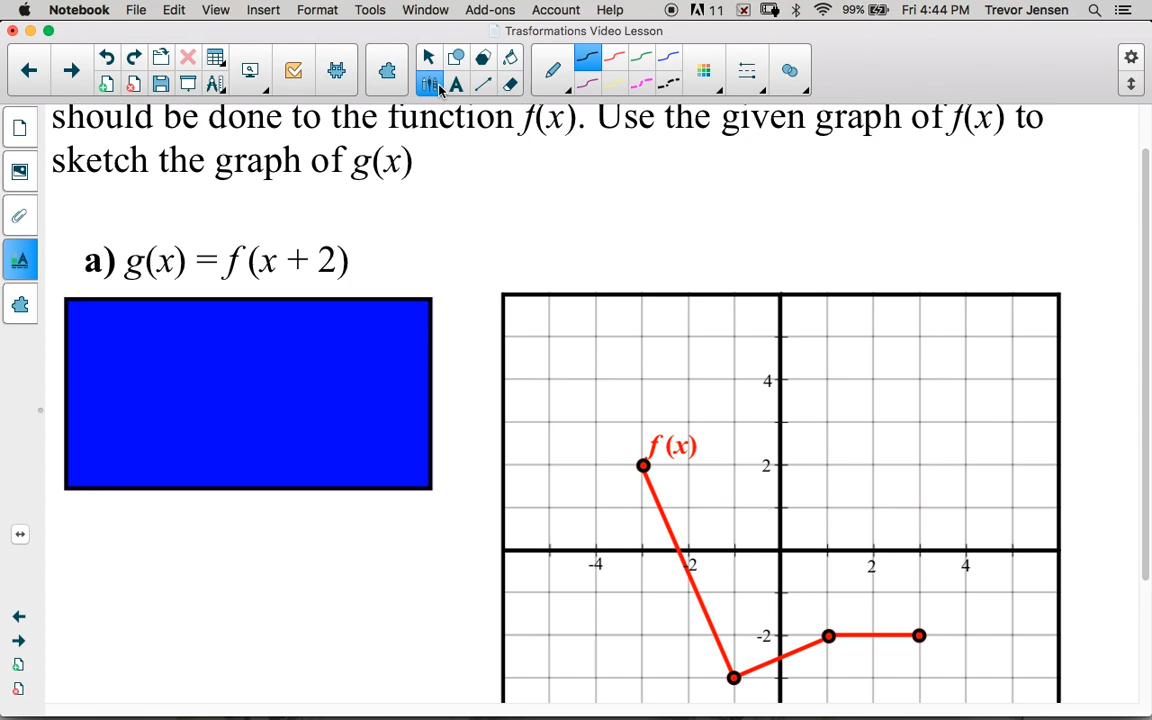 Notebook File Edit View Insert Format Tools Window Add-ons Account Help 11 99% Fri 4:44 PM Trevor Jensen
Trasformations Video Lesson
should be done to the function f(x). Use the given graph of f(x) to
sketch the graph of g(x)
a) g(x) = f (x + 2)
4
f (x)
2
-4 -2 2 4
-2